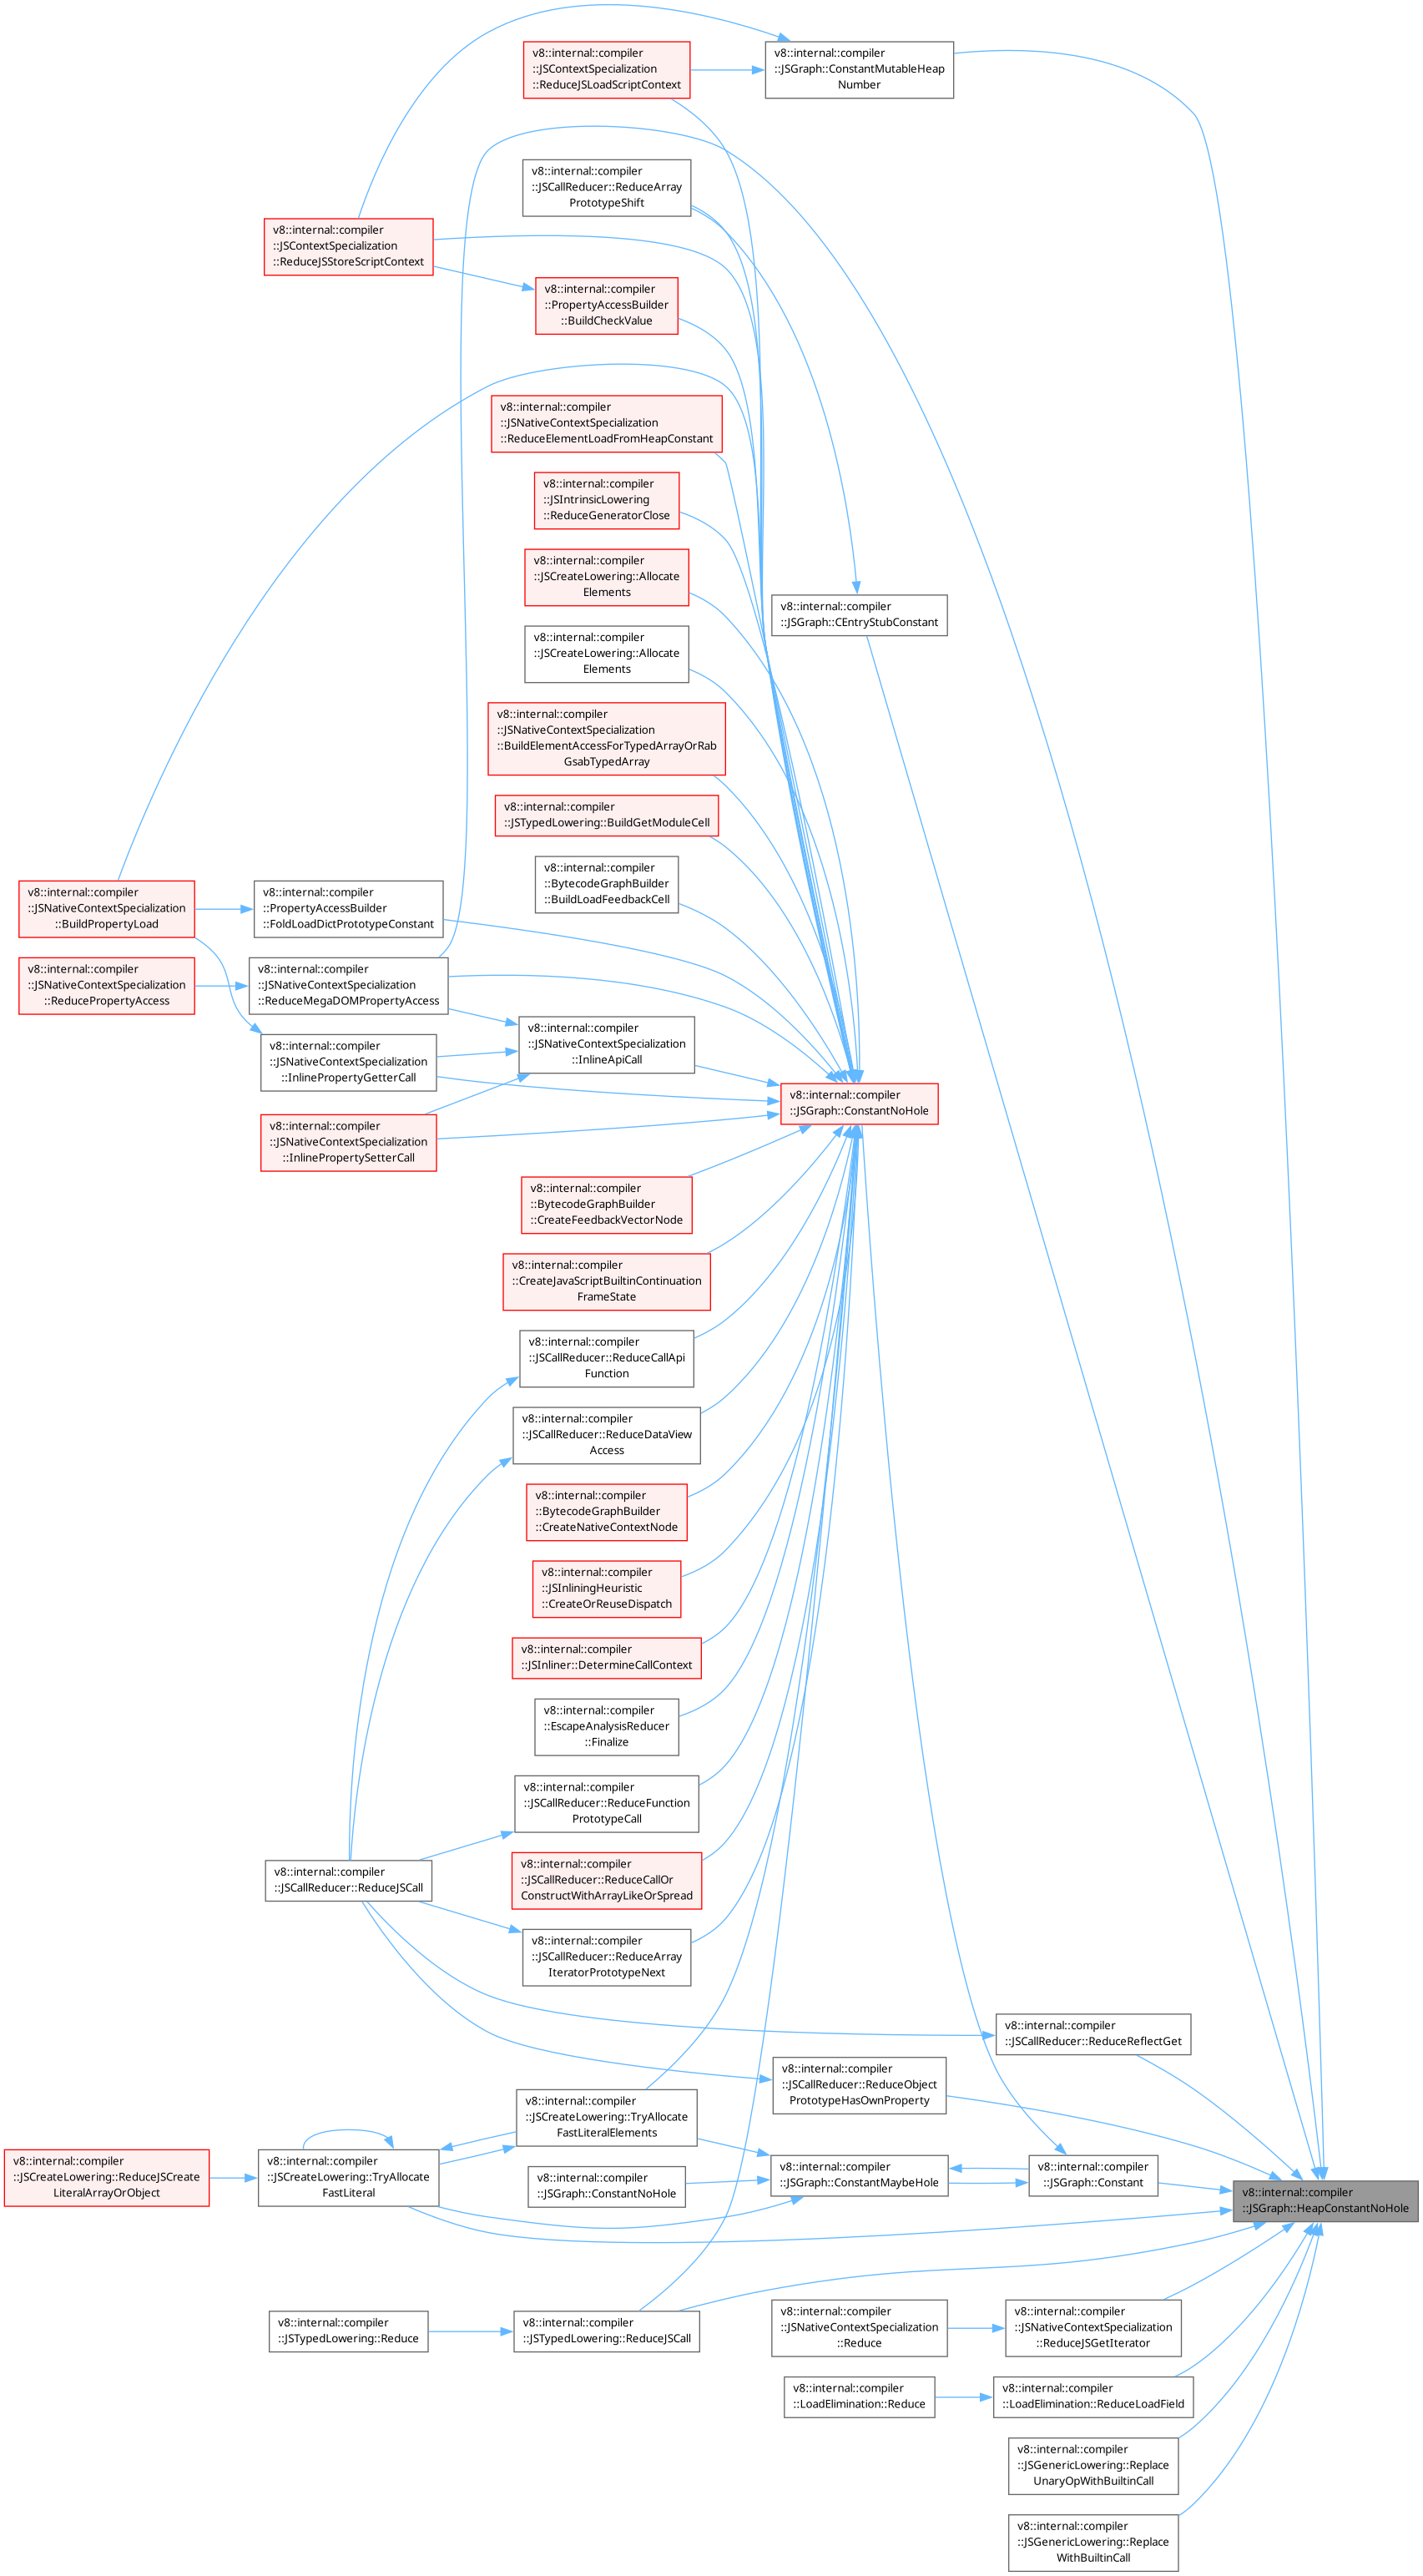 v8::internal::compiler
::JSContextSpecialization
::ReduceJSLoadScriptContext
v8::internal::compiler
::JSGraph::ConstantMutableHeap
Number
v8::internal::compiler
::JSCallReducer::ReduceArray
PrototypeShift
v8::internal::compiler
::JSContextSpecialization
::ReduceJSStoreScriptContext
v8::internal::compiler
::PropertyAccessBuilder
::BuildCheckValue
v8::internal::compiler
::JSNativeContextSpecialization
::ReduceElementLoadFromHeapConstant
v8::internal::compiler
::JSIntrinsicLowering
::ReduceGeneratorClose
v8::internal::compiler
::JSCreateLowering::Allocate
Elements
v8::internal::compiler
::JSGraph::CEntryStubConstant
v8::internal::compiler
::JSCreateLowering::Allocate
Elements
v8::internal::compiler
::JSNativeContextSpecialization
::BuildElementAccessForTypedArrayOrRab
GsabTypedArray
v8::internal::compiler
::JSTypedLowering::BuildGetModuleCell
v8::internal::compiler
::BytecodeGraphBuilder
::BuildLoadFeedbackCell
v8::internal::compiler
::JSNativeContextSpecialization
::BuildPropertyLoad
v8::internal::compiler
::PropertyAccessBuilder
::FoldLoadDictPrototypeConstant
v8::internal::compiler
::JSNativeContextSpecialization
::ReducePropertyAccess
v8::internal::compiler
::JSNativeContextSpecialization
::ReduceMegaDOMPropertyAccess
v8::internal::compiler
::JSNativeContextSpecialization
::InlineApiCall
v8::internal::compiler
::JSNativeContextSpecialization
::InlinePropertyGetterCall
v8::internal::compiler
::JSGraph::ConstantNoHole
v8::internal::compiler
::JSNativeContextSpecialization
::InlinePropertySetterCall
v8::internal::compiler
::BytecodeGraphBuilder
::CreateFeedbackVectorNode
v8::internal::compiler
::CreateJavaScriptBuiltinContinuation
FrameState
v8::internal::compiler
::JSCallReducer::ReduceCallApi
Function
v8::internal::compiler
::JSCallReducer::ReduceDataView
Access
v8::internal::compiler
::BytecodeGraphBuilder
::CreateNativeContextNode
v8::internal::compiler
::JSInliningHeuristic
::CreateOrReuseDispatch
v8::internal::compiler
::JSInliner::DetermineCallContext
v8::internal::compiler
::EscapeAnalysisReducer
::Finalize
v8::internal::compiler
::JSCallReducer::ReduceFunction
PrototypeCall
v8::internal::compiler
::JSCallReducer::ReduceJSCall
v8::internal::compiler
::JSCallReducer::ReduceCallOr
ConstructWithArrayLikeOrSpread
v8::internal::compiler
::JSCallReducer::ReduceArray
IteratorPrototypeNext
v8::internal::compiler
::JSCallReducer::ReduceReflectGet
v8::internal::compiler
::JSCallReducer::ReduceObject
PrototypeHasOwnProperty
v8::internal::compiler
::JSCreateLowering::TryAllocate
FastLiteralElements
v8::internal::compiler
::JSCreateLowering::ReduceJSCreate
LiteralArrayOrObject
v8::internal::compiler
::JSCreateLowering::TryAllocate
FastLiteral
v8::internal::compiler
::JSGraph::ConstantNoHole
v8::internal::compiler
::JSGraph::ConstantMaybeHole
v8::internal::compiler
::JSGraph::Constant
v8::internal::compiler
::JSGraph::HeapConstantNoHole
v8::internal::compiler
::JSTypedLowering::Reduce
v8::internal::compiler
::JSTypedLowering::ReduceJSCall
v8::internal::compiler
::JSNativeContextSpecialization
::Reduce
v8::internal::compiler
::JSNativeContextSpecialization
::ReduceJSGetIterator
v8::internal::compiler
::LoadElimination::Reduce
v8::internal::compiler
::LoadElimination::ReduceLoadField
v8::internal::compiler
::JSGenericLowering::Replace
UnaryOpWithBuiltinCall
v8::internal::compiler
::JSGenericLowering::Replace
WithBuiltinCall